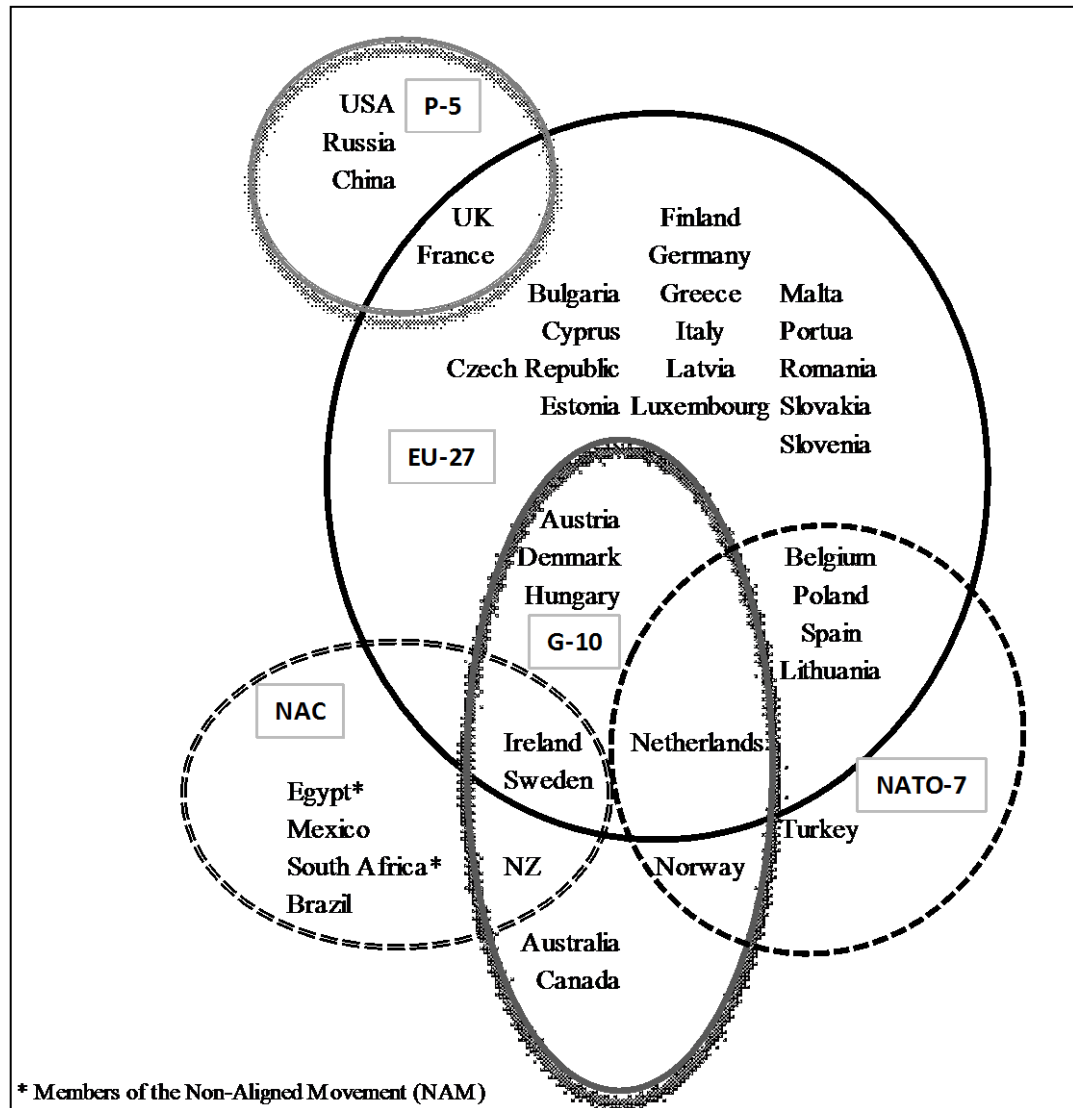 USA
Russia
China
P-5
UK
France
Finland
Germany
Bulgaria Greece Malta
Cyprus Italy Portua
Czech Republic Latvia Romania
Estonia Luxembourg Slovakia
Slovenia
EU-27
Austria
Denmark
Hungary
G-10
Belgium
Poland
Spain
Lithuania
NAC
Ireland
Sweden
Netherlands
NATO-7
Egypt*
Mexico
South Africa*
Brazil
NZ
Norway
Turkey
Australia
Canada
* Members of the Non-Aligned Movement (NAM)